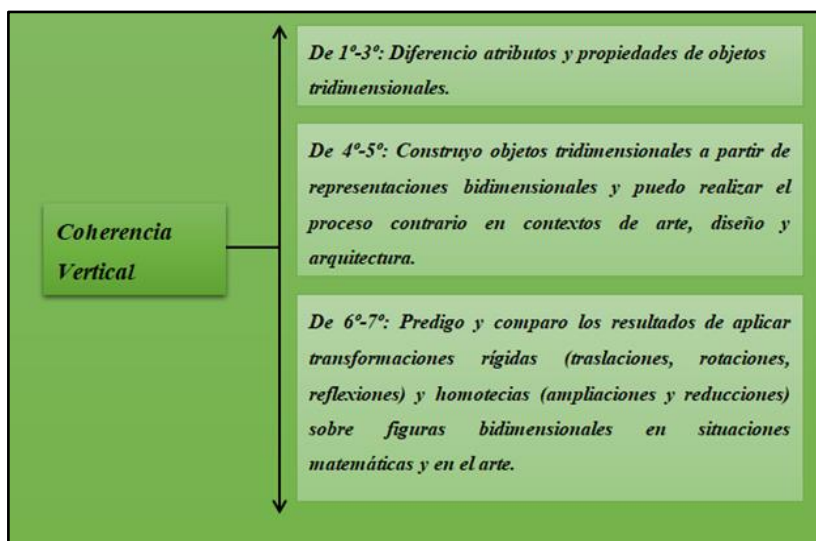 Coherencia
Vertical
De 1º-3º: Diferencio atributos y propiedades de objetos
tridimensionales.
De 4º-5º: Construyo objetos tridimensionales a partir de
representaciones bidimensionales y puedo realizar el
proceso contrario en contextos de arte, diseño y
arquitectura.
De 6º-7º: Predigo y comparo los resultados de aplicar
transformaciones rígidas (traslaciones, rotaciones,
reflexiones) y homotecias (ampliaciones y reducciones)
sobre figuras bidimensionales en situaciones
matemáticas y en el arte.